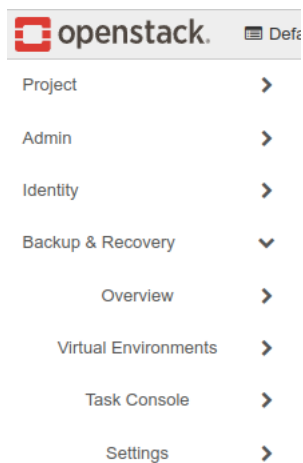 openstack. Defa
Project
Admin
Identity
Backup & Recovery
Overview
Virtual Environments
Task Console
Settings